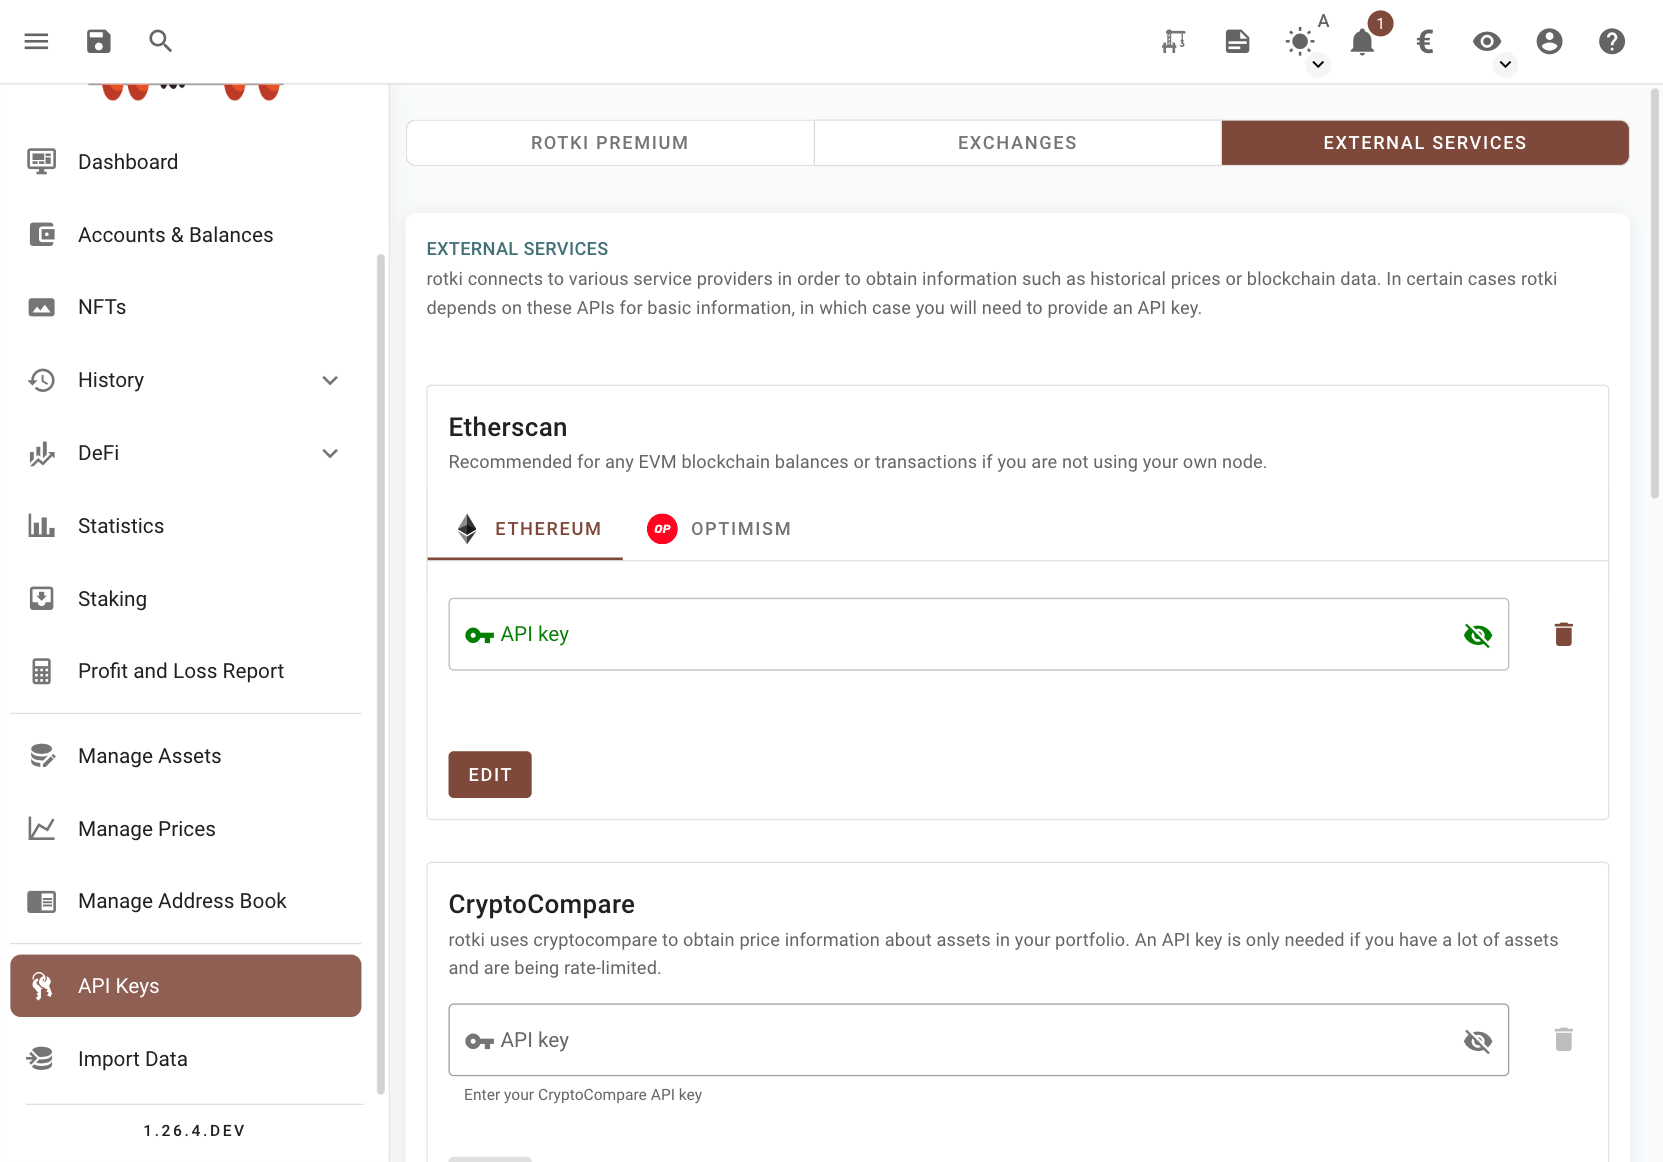 A
1
€
Dashboard
Accounts & Balances
NFTs
History
DeFi
Statistics
Staking
Profit and Loss Report
Manage Assets
Manage Prices
Manage Address Book
API Keys
Import Data
1.26.4.DEV
ROTKI PREMIUM
EXCHANGES
EXTERNAL SERVICES
EXTERNAL SERVICES
rotki connects to various service providers in order to obtain information such as historical prices or blockchain data. In certain cases rotki
depends on these APIs for basic information, in which case you will need to provide an API key.
Etherscan
Recommended for any EVM blockchain balances or transactions if you are not using your own node.
ETHEREUM
OP OPTIMISM
API key
EDIT
CryptoCompare
rotki uses cryptocompare to obtain price information about assets in your portfolio. An API key is only needed if you have a lot of assets
and are being rate-limited.
API key
Enter your CryptoCompare API key